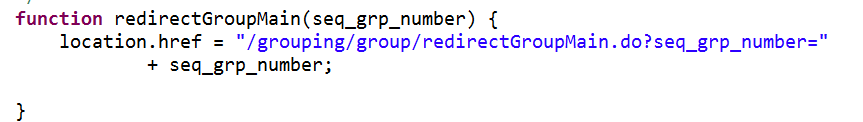 function redirectGroupMain(seq_grp_number) {
location.href = "/grouping/group/redirectGroupMain.do?seq_grp_number="
+ seq_grp_number;
}